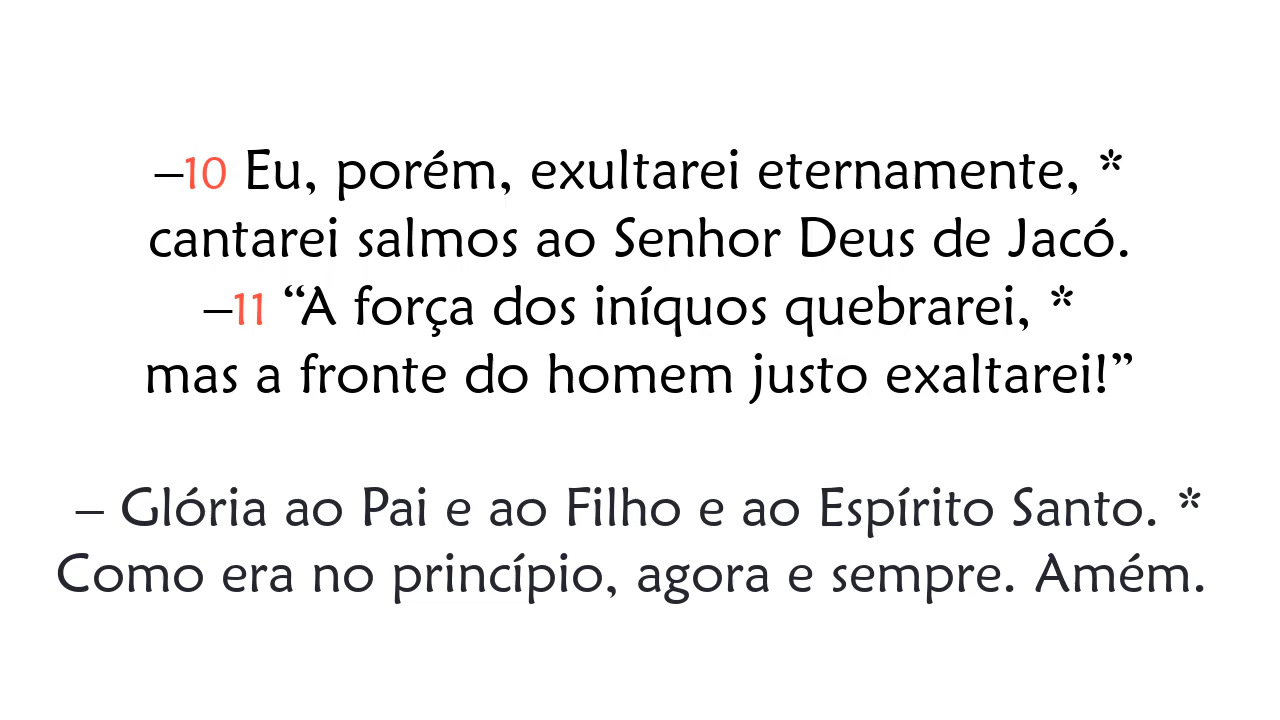 –10 Eu, porém, exultarei eternamente, *
cantarei salmos ao Senhor Deus de Jacó.
–11 “A força dos iníquos quebrarei, *
mas a fronte do homem justo exaltarei!”
– Glória ao Pai e ao Filho e ao Espírito Santo. *
Como era no princípio, agora e sempre. Amém.